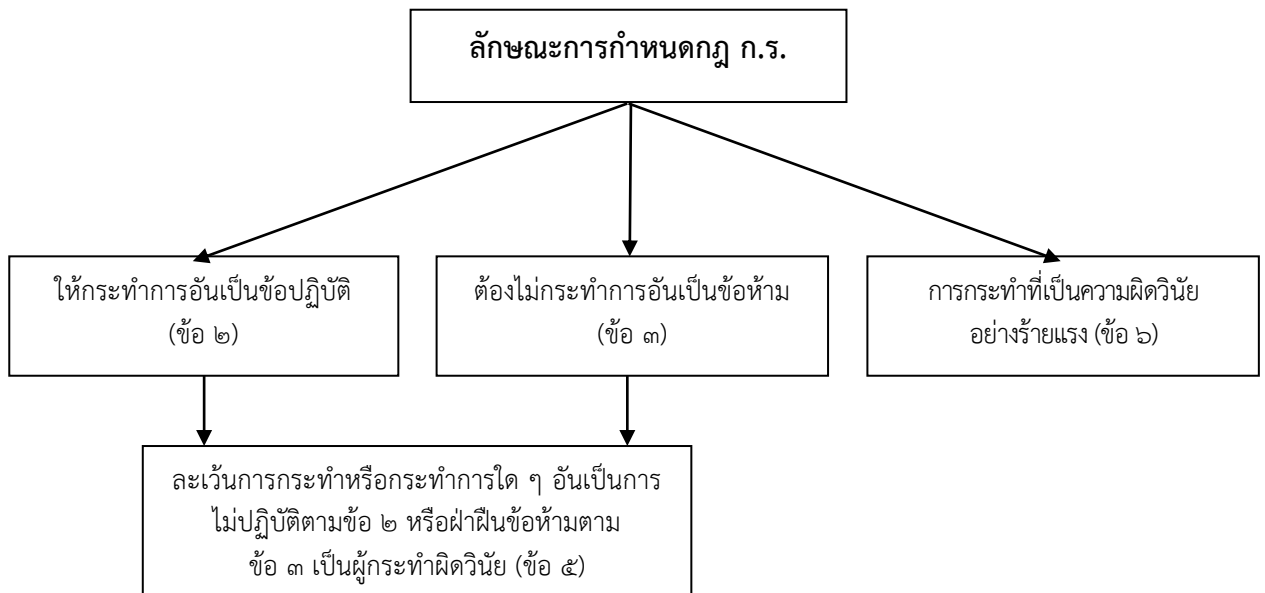 ลักษณะการกำหนดกฎ ก.ร.
ให้กระทำการอันเป็นข้อปฏิบัติ
(ข้อ ๒)
ต้องไม่กระทำการอันเป็นข้อห้าม
(ข้อ ๓)
การกระทำที่เป็นความผิดวินัย
อย่างร้ายแรง (ข้อ ๖)
ละเว้นการกระทำหรือกระทำการใด ๆ อันเป็นการ
ไม่ปฏิบัติตามข้อ ๒ หรือฝ่าฝืนข้อห้ามตาม
ข้อ ๓ เป็นผู้กระทำผิดวินัย (ข้อ ๕)